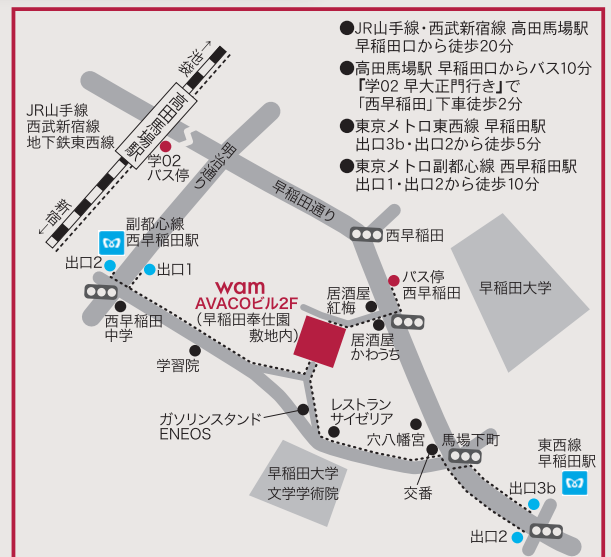 ●JR山手線・西武新宿線 高田馬場駅
早稲田口から徒歩20分
●高田馬場駅 早稲田口からバス10分
『学02 早大正門行き』で
「西早稲田」下車徒歩2分
●東京メトロ東西線 早稲田駅
出口3b・出口2から徒歩5分
●東京メトロ副都心線 西早稲田駅
出口1・出口2から徒歩10分
→池袋
JR山手線
西武新宿線
地下鉄東西線
高田馬場駅
学02
バス停
明治通り
早稲田通り
←新宿
副都心線
西早稲田駅
出口2
出口1
西早稲田
バス停
西早稲田
早稲田大学
wam
AVACOビル2F
(早稲田奉仕園
敷地内)
居酒屋
紅梅
居酒屋
かわうち
西早稲田
中学
学習院
ガソリンスタンド
ENEOS
レストラン
サイゼリア
穴八幡宮
馬場下町
交番
早稲田大学
文学学術院
東西線
早稲田駅
出口3b
出口2